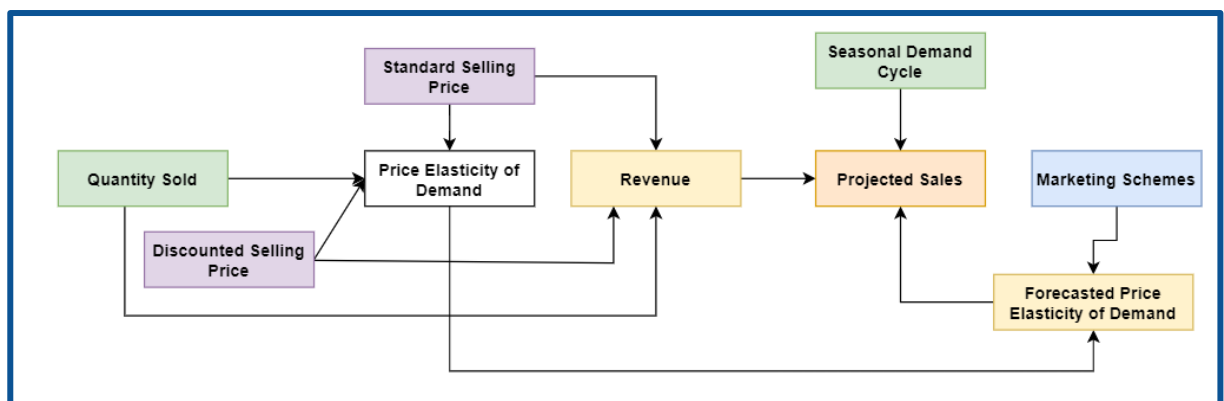 Standard Selling
Price
Seasonal Demand
Cycle
Quantity Sold
Price Elasticity of
Demand
Revenue
Projected Sales
Marketing Schemes
Discounted Selling
Price
Forecasted Price
Elasticity of Demand